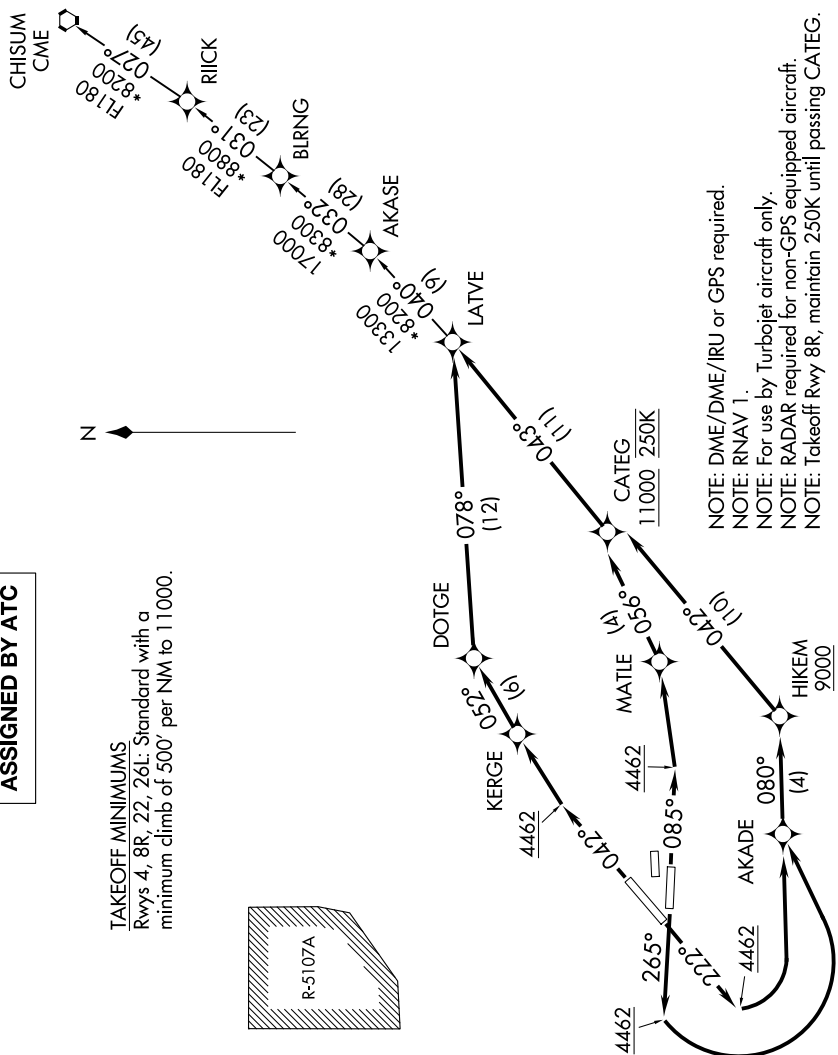 ASSIGNED BY ATC
TAKEOFF MINIMUMS
Rwys 4, 8R, 22, 26L: Standard with a
minimum climb of 500' per NM to 11000.
R-5107A
N
CHISUM
CME
FL180
*8200
027°
(45)
RIICK
FL180
*8800
031°
(23)
BLRNG
17000
*8300
032°
(28)
AKASE
13300
*8200
040°
(9)
LATVE
DOTGE
078°
(12)
043°
(11)
KERGE
052°
(6)
CATEG
11000 250K
MATLE
056°
(4)
4462
042°
4462
085°
042°
(10)
HIKEM
9000
AKADE
080°
(4)
265°
222°
4462
4462
NOTE: DME/DME/IRU or GPS required.
NOTE: RNAV 1.
NOTE: For use by Turbojet aircraft only.
NOTE: RADAR required for non-GPS equipped aircraft.
NOTE: Takeoff Rwy 8R, maintain 250K until passing CATEG.